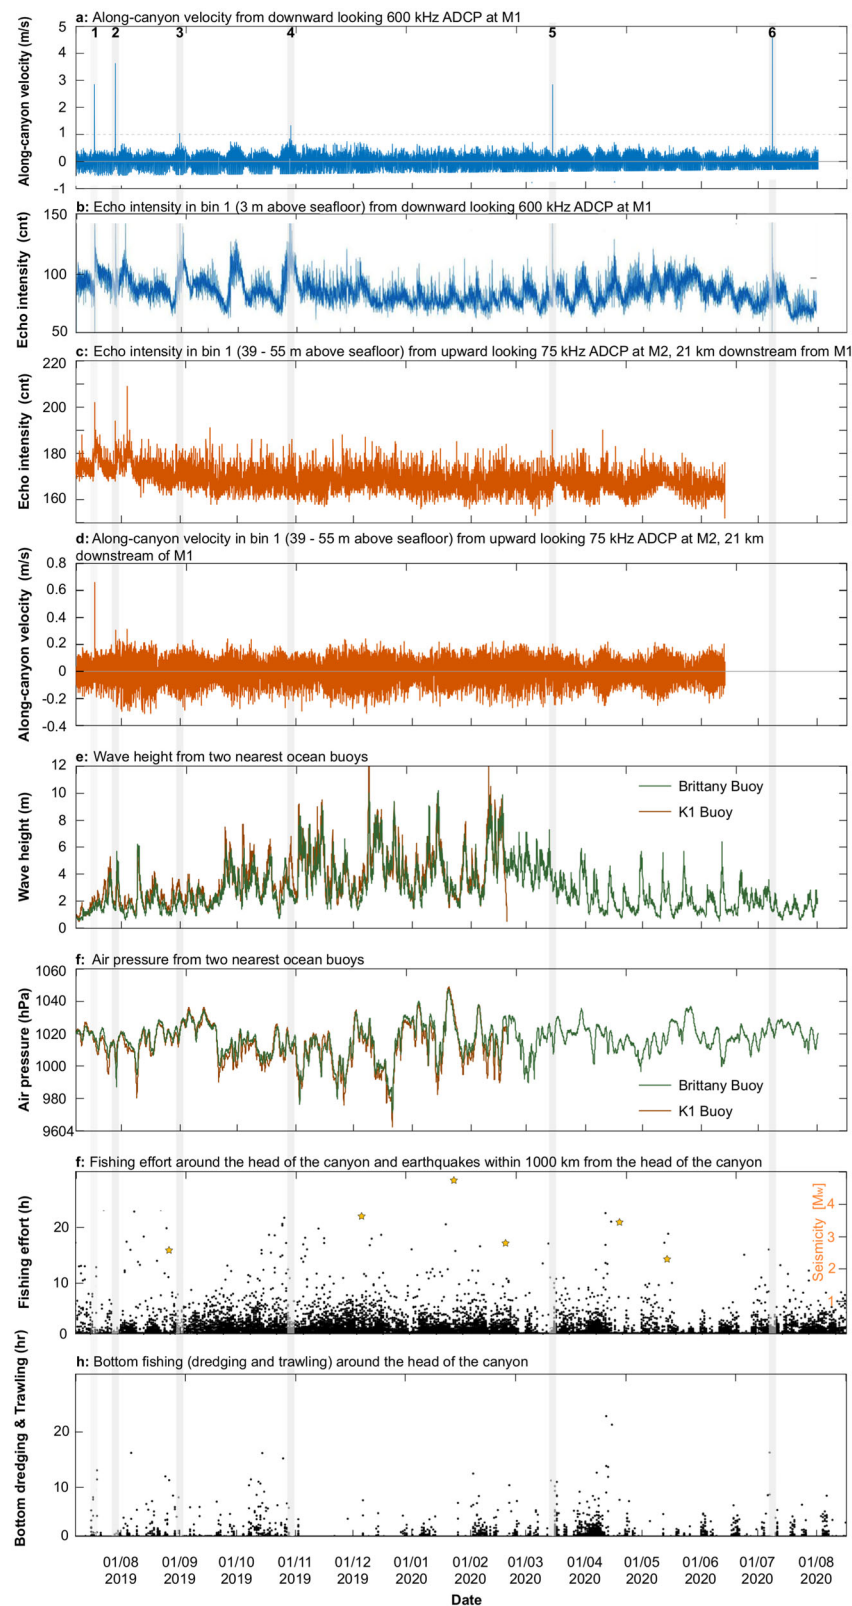 a: Along-canyon velocity from downward looking 600 kHz ADCP at M1
Along-canyon velocity (m/s)
5
4
3
2
1
0
-1
1 2 3 4 5 6
b: Echo intensity in bin 1 (3 m above seafloor) from downward looking 600 kHz ADCP at M1
Echo intensity (cnt)
150
100
50
c: Echo intensity in bin 1 (39 - 55 m above seafloor) from upward looking 75 kHz ADCP at M2, 21 km downstream from M1
Echo intensity (cnt)
220
200
180
160
d: Along-canyon velocity in bin 1 (39 - 55 m above seafloor) from upward looking 75 kHz ADCP at M2, 21 km
downstream of M1
Along-canyon velocity (m/s)
0.8
0.6
0.4
0.2
0
-0.2
-0.4
e: Wave height from two nearest ocean buoys
Wave height (m)
12
10
8
6
4
2
0
Brittany Buoy
K1 Buoy
f: Air pressure from two nearest ocean buoys
Air pressure (hPa)
1060
1040
1020
1000
980
9604
Brittany Buoy
K1 Buoy
f: Fishing effort around the head of the canyon and earthquakes within 1000 km from the head of the canyon
Fishing effort (h)
20
10
0
Seismicity [Mw]
4
3
2
1
h: Bottom fishing (dredging and trawling) around the head of the canyon
Bottom dredging & Trawling (hr)
20
10
0
01/08 01/09 01/10 01/11 01/12 01/01 01/02 01/03 01/04 01/05 01/06 01/07 01/08
2019 2019 2019 2019 2019 2020 2020 2020 2020 2020 2020 2020 2020
Date